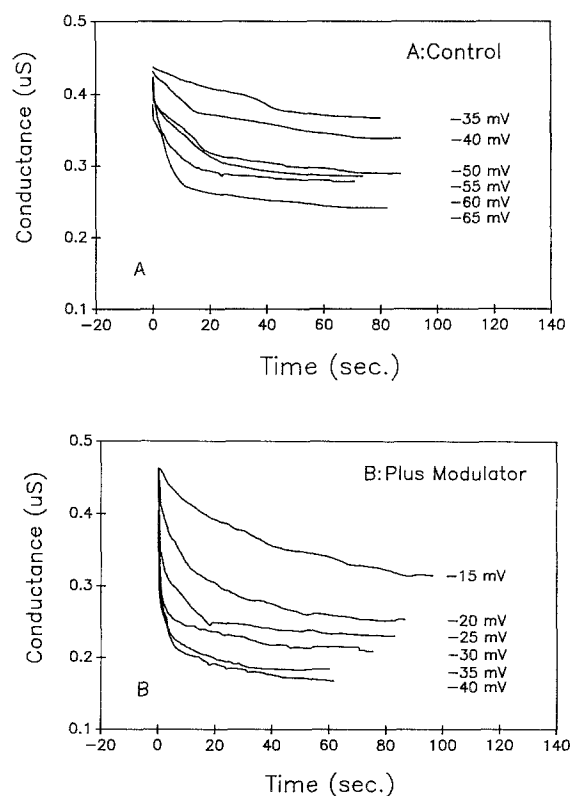 0.5
A:Control
0.4
Conductance (uS)
-35 mV
-40 mV
0.3
-50 mV
-55 mV
-60 mV
0.2
-65 mV
A
0.1
-20 0 20 40 60 80 100 120 140
Time (sec.)
0.5
B:Plus Modulator
0.4
Conductance (uS)
0.3
-15 mV
-20 mV
-25 mV
-30 mV
0.2
-35 mV
-40 mV
B
0.1
-20 0 20 40 60 80 100 120 140
Time (sec.)